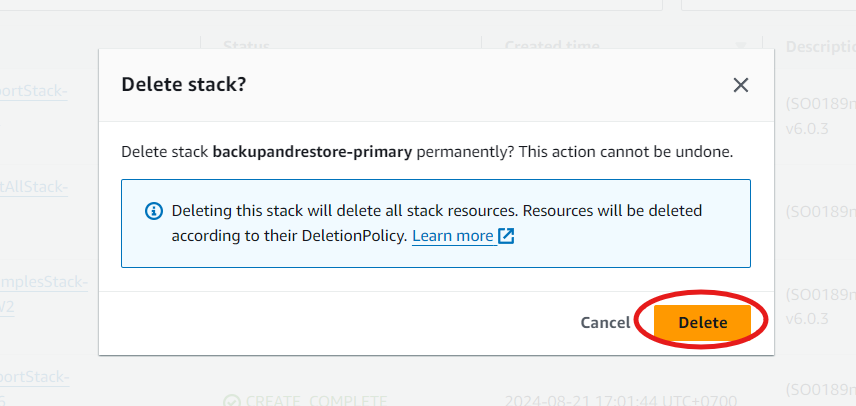 Status
Created time
Descripti
ortStack-
(SO0189n
v6.0.3
Delete stack?
Delete stack backupandrestore-primary permanently? This action cannot be undone.
Deleting this stack will delete all stack resources. Resources will be deleted
according to their DeletionPolicy. Learn more
tAllStack-
(SO0189n
mplesStack-
V2
(SO0189n
v6.0.3
Cancel
Delete
portStack-
CREATE_COMPLETE
2024-08-21 17:01:44 UTC+0700
(SO0189n